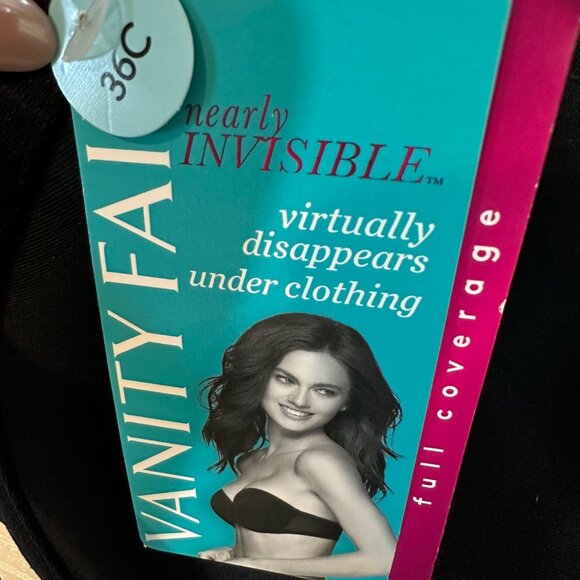 36C
nearly
INVISIBLE™
virtually
disappears
under clothing
VANITY FAI
full coverage